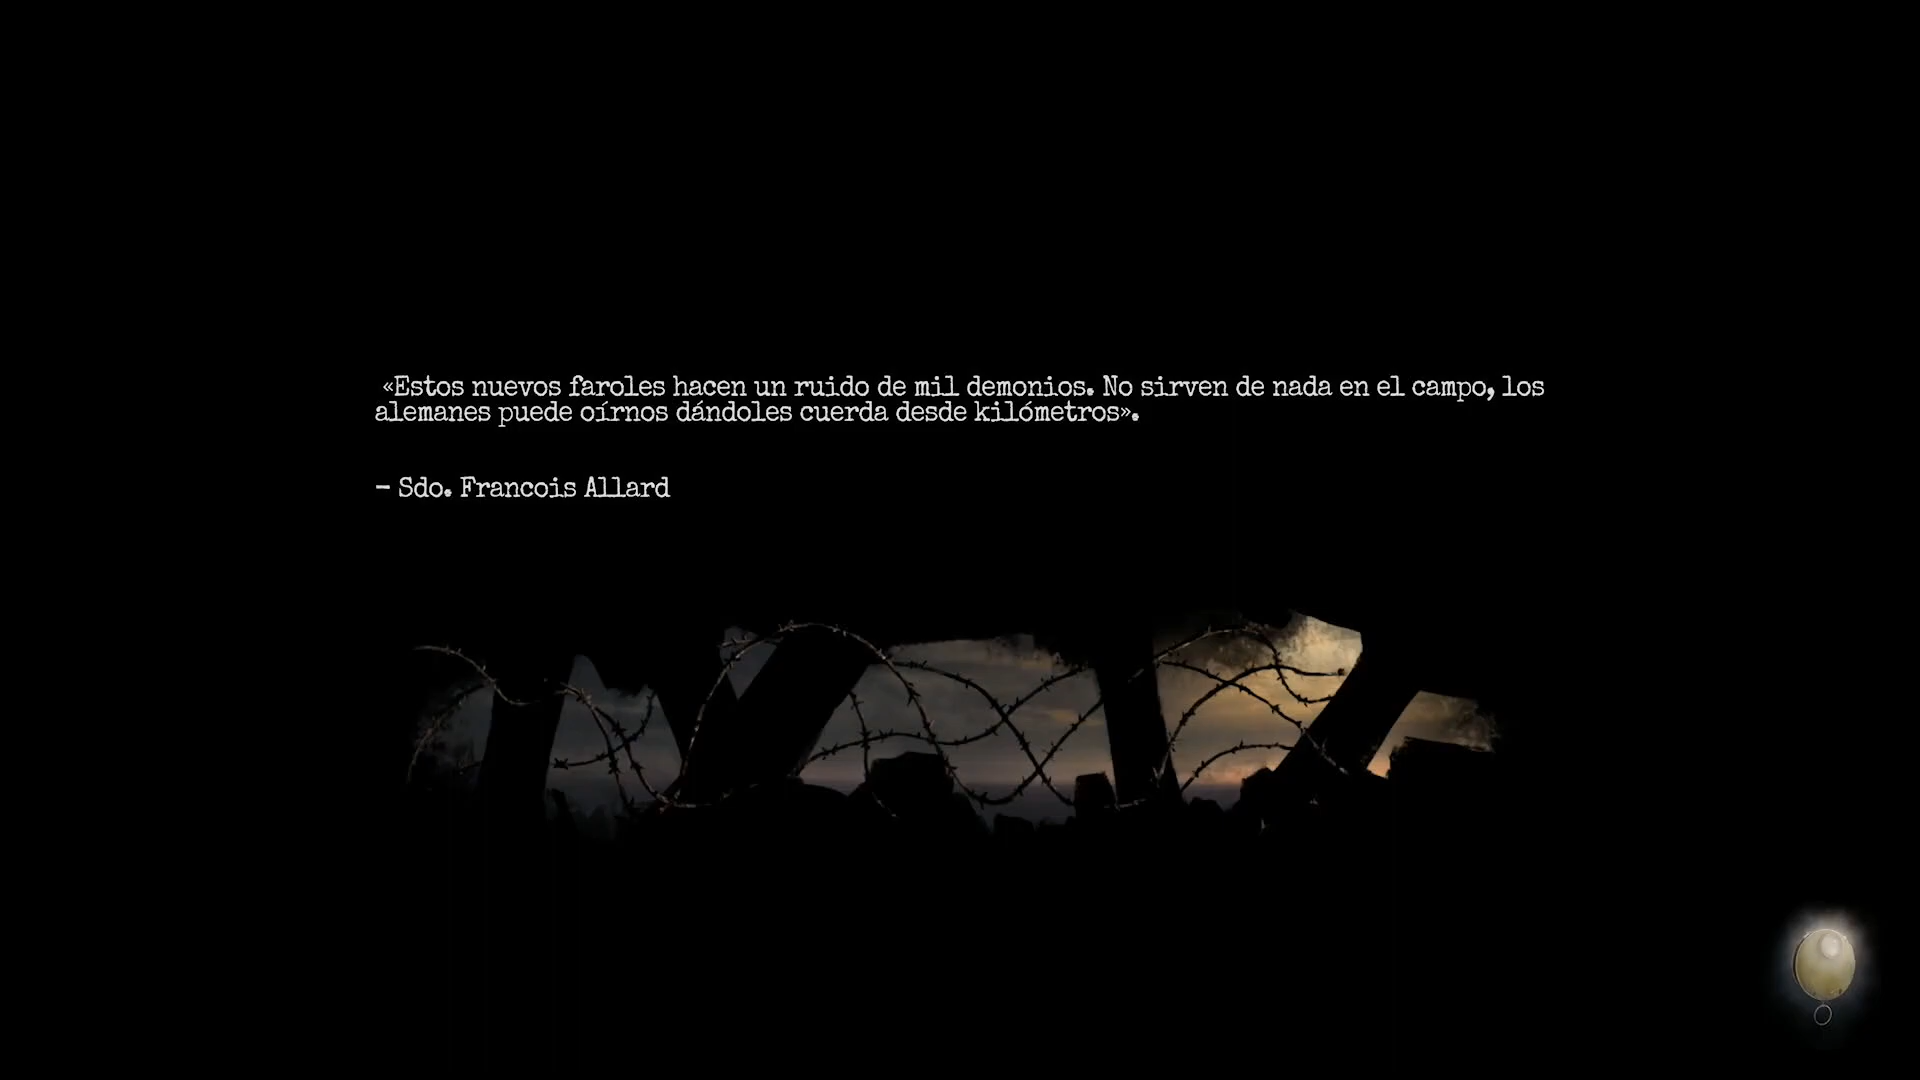 «Estos nuevos faroles hacen un ruido de mil demonios. No sirven de nada en el campo, los
alemanes puede oírnos dándoles cuerda desde kilómetros».
– Sdo. Francois Allard